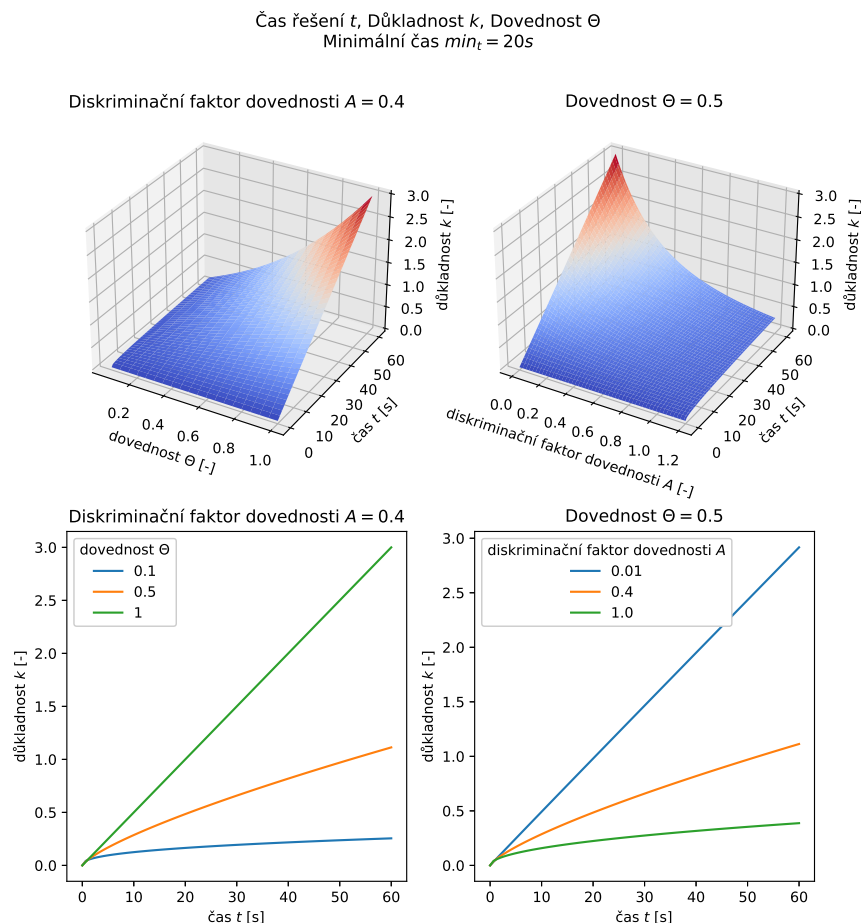 Čas řešení t, Důkladnost k, Dovednost Θ
Minimální čas min_t = 20s
Diskriminační faktor dovednosti A = 0.4
0.2 0.4 0.6 0.8 1.0
dovednost Θ [-]
0 10 20 30 40 50 60
čas t [s]
0.0 0.5 1.0 1.5 2.0 2.5 3.0
důkladnost k [-]
Dovednost Θ = 0.5
0.0 0.2 0.4 0.6 0.8 1.0 1.2
diskriminační faktor dovednosti A [-]
0 10 20 30 40 50 60
čas t [s]
0.0 0.5 1.0 1.5 2.0 2.5 3.0
důkladnost k [-]
Diskriminační faktor dovednosti A = 0.4
dovednost Θ
0.1
0.5
1
3.0
2.5
2.0
1.5
1.0
0.5
0.0
důkladnost k [-]
0 10 20 30 40 50 60
čas t [s]
Dovednost Θ = 0.5
diskriminační faktor dovednosti A
0.01
0.4
1.0
3.0
2.5
2.0
1.5
1.0
0.5
0.0
důkladnost k [-]
0 10 20 30 40 50 60
čas t [s]